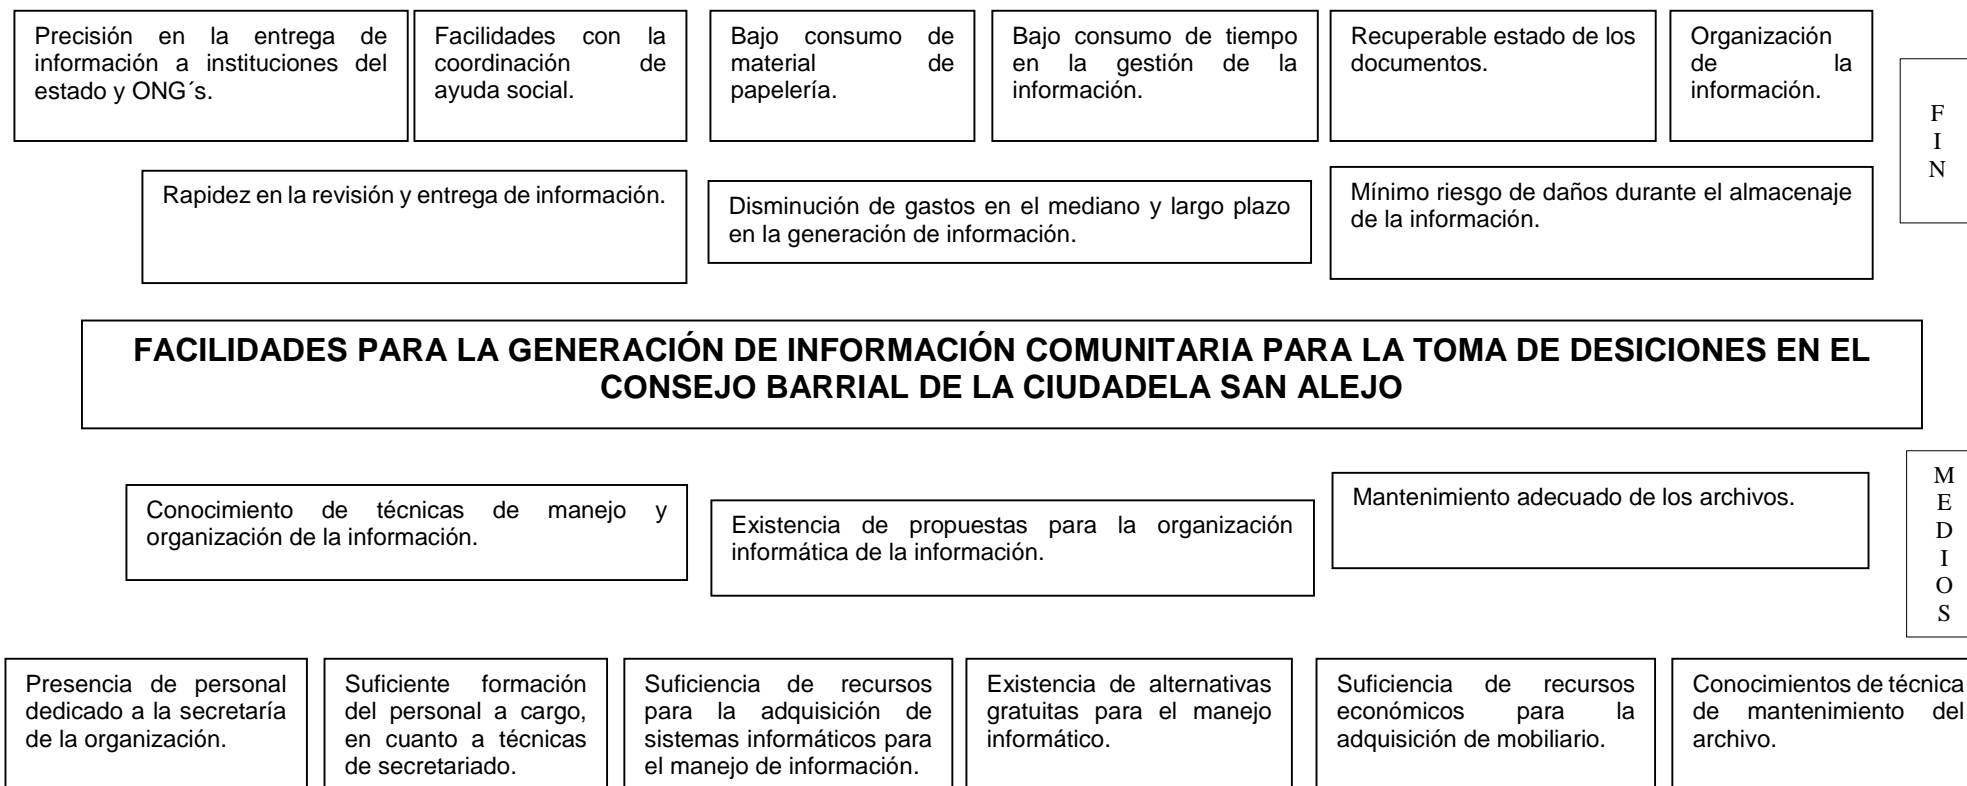 Precisión en la entrega de
información a instituciones del
estado y ONG´s.
Facilidades con la
coordinación de
ayuda social.
Bajo consumo de
material de
papelería.
Bajo consumo de tiempo
en la gestión de la
información.
Recuperable estado de los
documentos.
Organización
de la
información.
F
I
N
Rapidez en la revisión y entrega de información.
Disminución de gastos en el mediano y largo plazo
en la generación de información.
Mínimo riesgo de daños durante el almacenaje
de la información.
FACILIDADES PARA LA GENERACIÓN DE INFORMACIÓN COMUNITARIA PARA LA TOMA DE DESICIONES EN EL
CONSEJO BARRIAL DE LA CIUDADELA SAN ALEJO
M
E
D
I
O
S
Conocimiento de técnicas de manejo y
organización de la información.
Existencia de propuestas para la organización
informática de la información.
Mantenimiento adecuado de los archivos.
Presencia de personal
dedicado a la secretaría
de la organización.
Suficiente formación
del personal a cargo,
en cuanto a técnicas
de secretariado.
Suficiencia de recursos
para la adquisición de
sistemas informáticos para
el manejo de información.
Existencia de alternativas
gratuitas para el manejo
informático.
Suficiencia de recursos
económicos para la
adquisición de mobiliario.
Conocimientos de técnica
de mantenimiento del
archivo.